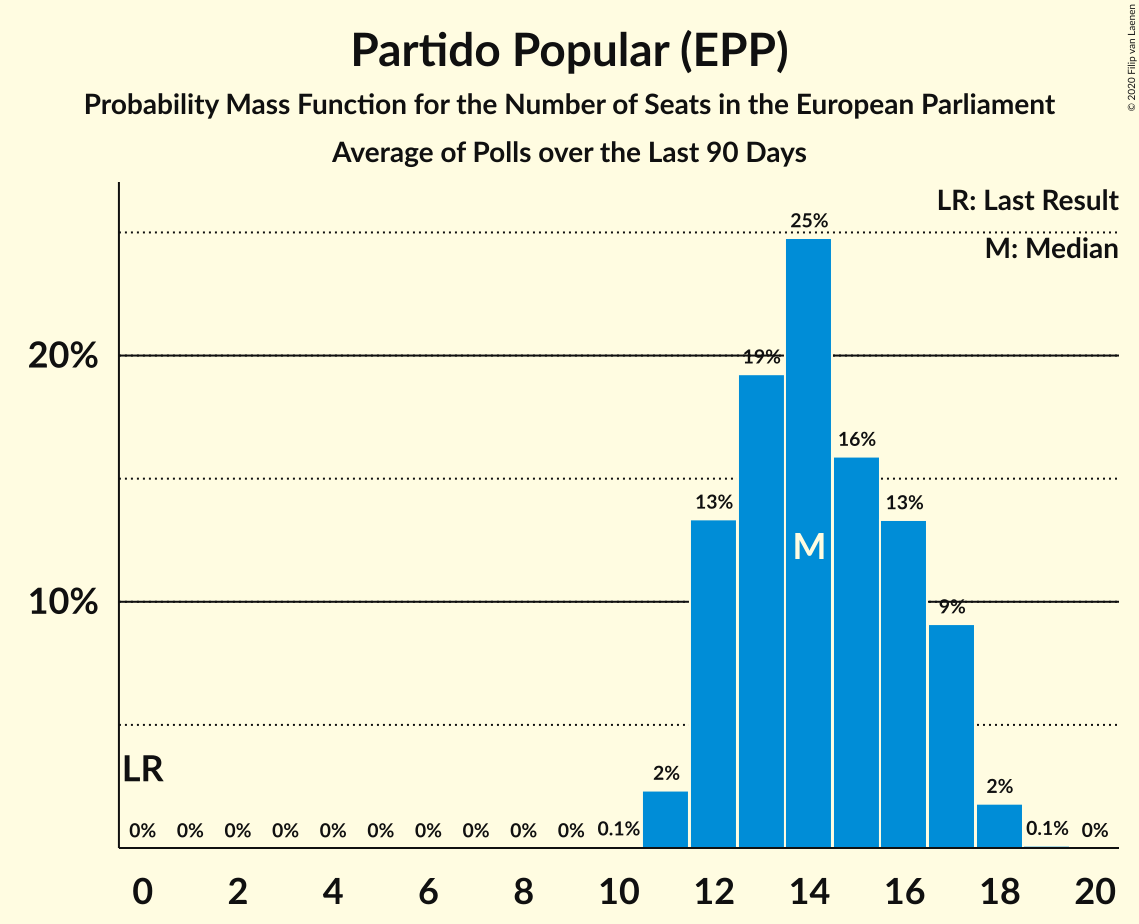 Partido Popular (EPP)
Probability Mass Function for the Number of Seats in the European Parliament
Average of Polls over the Last 90 Days
© 2020 Filip van Laenen
LR: Last Result
M: Median
25%
20%
19%
16%
13%
13%
M
10%
9%
LR
2%
2%
0% 0% 0% 0% 0% 0% 0% 0% 0% 0% 0.1% 0.1% 0%
0 2 4 6 8 10 12 14 16 18 20